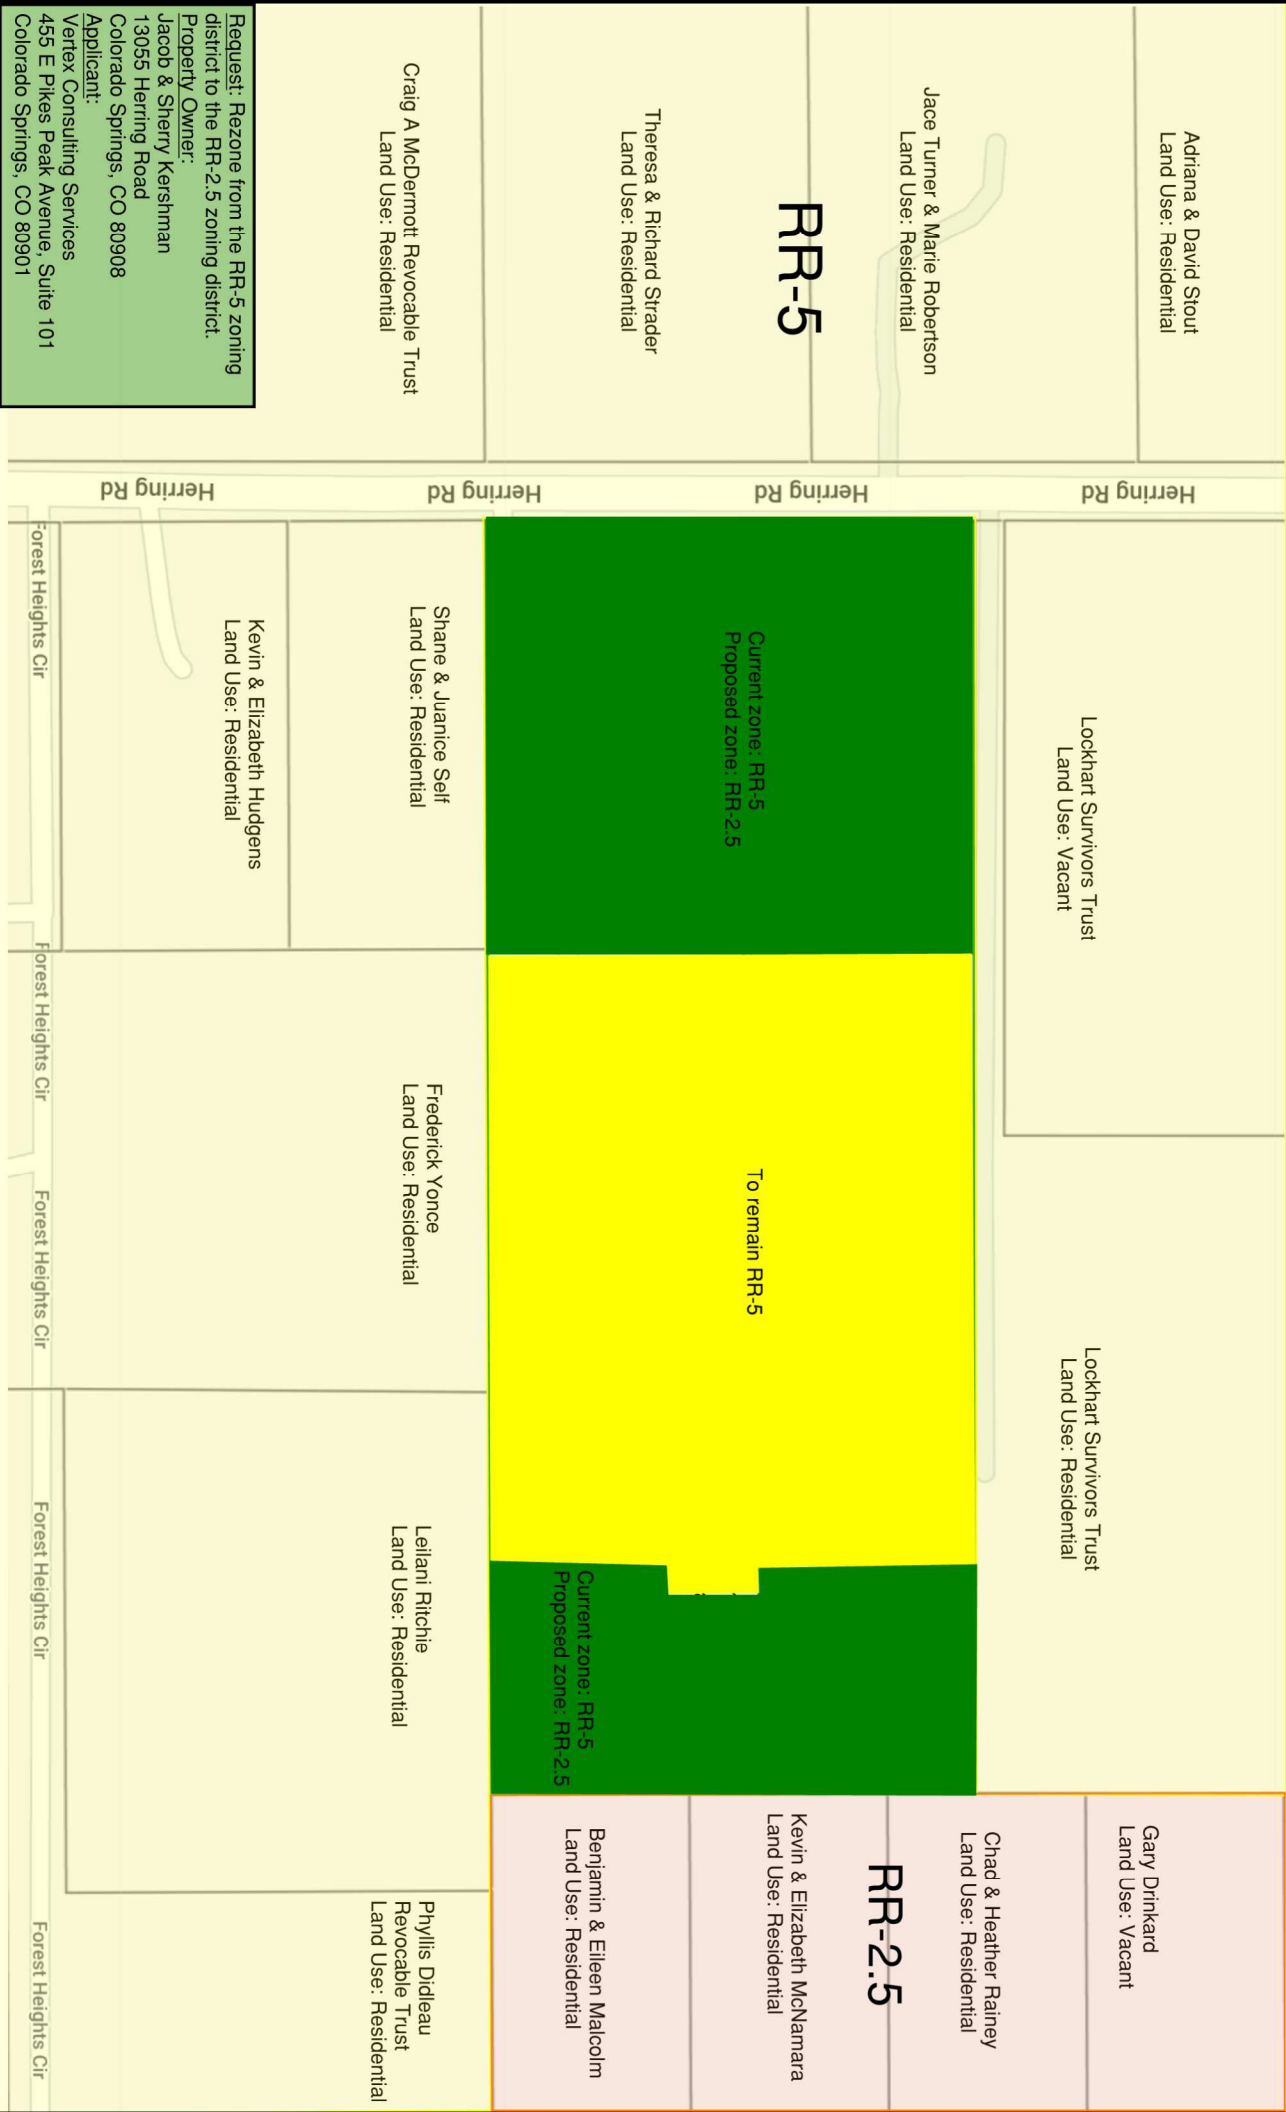 Adriana & David Stout
Land Use: Residential
Jace Turner & Marie Robertson
Land Use: Residential
RR-5
Theresa & Richard Strader
Land Use: Residential
Craig A McDermott Revocable Trust
Land Use: Residential
Request: Rezone from the RR-5 zoning
district to the RR-2.5 zoning district.
Property Owner:
Jacob & Sherry Kershman
13055 Herring Road
Colorado Springs, CO 80908
Applicant:
Vertex Consulting Services
455 E Pikes Peak Avenue, Suite 101
Colorado Springs, CO 80901
Herring Rd
Herring Rd
Herring Rd
Herring Rd
Lockhart Survivors Trust
Land Use: Vacant
Current zone: RR-5
Proposed zone: RR-2.5
Shane & Juanice Self
Land Use: Residential
Kevin & Elizabeth Hudgens
Land Use: Residential
Forest Heights Cir
To remain RR-5
Frederick Yonce
Land Use: Residential
Forest Heights Cir
Forest Heights Cir
Lockhart Survivors Trust
Land Use: Residential
Current zone: RR-5
Proposed zone: RR-2.5
Leilani Ritchie
Land Use: Residential
Forest Heights Cir
Gary Drinkard
Land Use: Vacant
Chad & Heather Rainey
Land Use: Residential
RR-2.5
Kevin & Elizabeth McNamara
Land Use: Residential
Benjamin & Eileen Malcolm
Land Use: Residential
Phyllis Didleau
Revocable Trust
Land Use: Residential
Forest Heights Cir